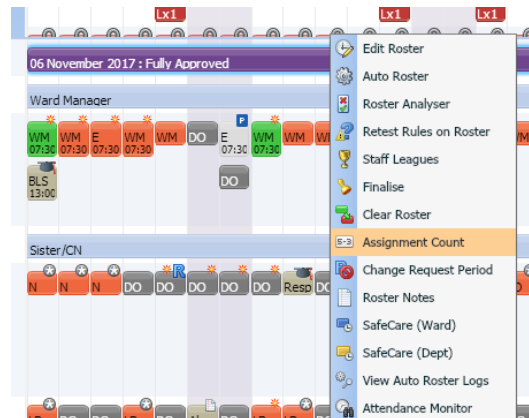 Lx1 Lx1 Lx1
06 November 2017 : Fully Approved
Ward Manager
WM WM E WM WM DO E WM WM
07:30 07:30 07:30 07:30 07:30 07:30
BLS DO
13:00
Sister/CN
N N N DO DO DO DO DO Resp
Edit Roster
Auto Roster
Roster Analyser
Retest Rules on Roster
Staff Leagues
Finalise
Clear Roster
S-3 Assignment Count
Change Request Period
Roster Notes
SafeCare (Ward)
SafeCare (Dept)
View Auto Roster Logs
Attendance Monitor